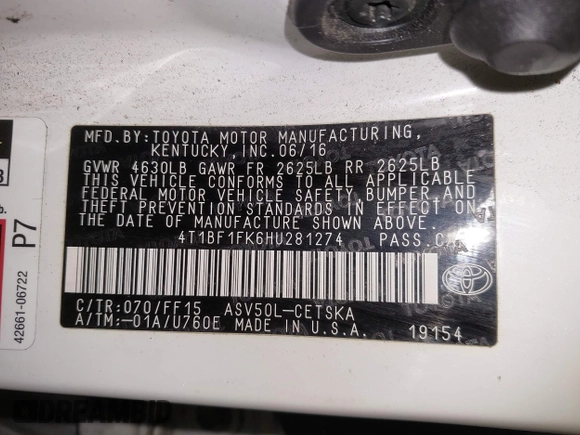 MFD.BY:TOYOTA MOTOR MANUFACTURING,
KENTUCKY, INC. 06/16
GVWR 4630LB GAWR FR 2625LB RR 2625LB
THIS VEHICLE CONFORMS TO ALL APPLICABLE
FEDERAL MOTOR VEHICLE SAFETY, BUMPER, AND
THEFT PREVENTION STANDARDS IN EFFECT ON
THE DATE OF MANUFACTURE SHOWN ABOVE.
4T1BF1FK6HU281274 PASS.CAR
C/TR:070/FF15 ASV50L-CETSKA
A/TM:-01A/U760E MADE IN U.S.A. 19154
P7
42661-06722
DREAMBID